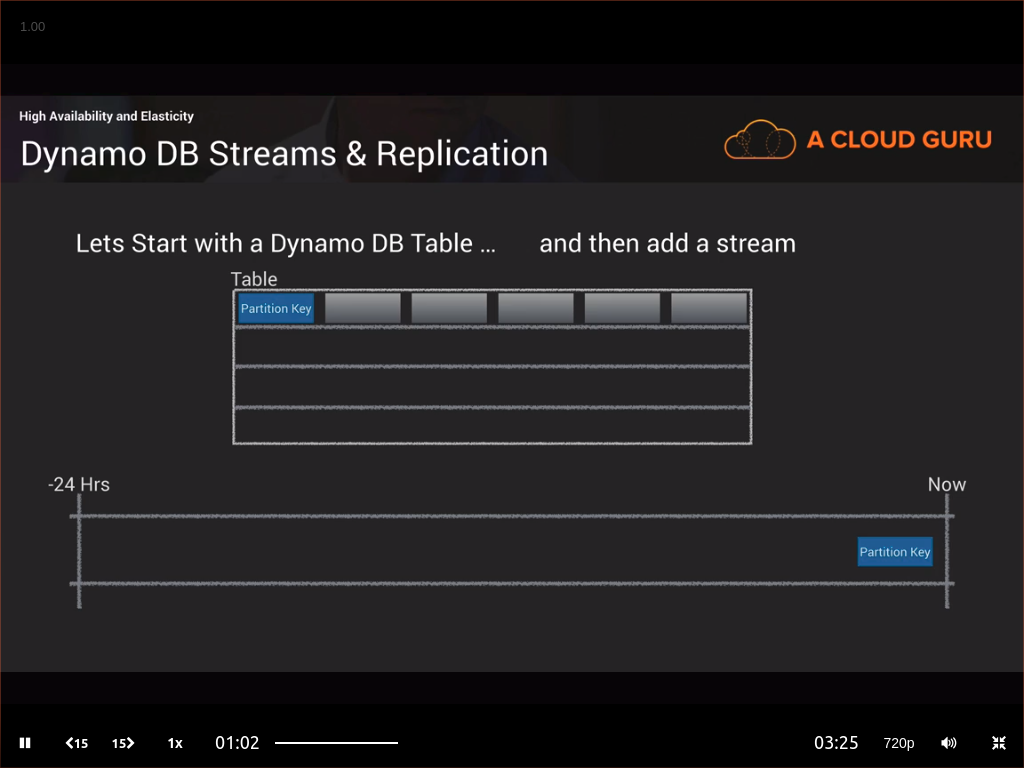 1.00
High Availability and Elasticity
Dynamo DB Streams & Replication
A CLOUD GURU
Lets Start with a Dynamo DB Table ... and then add a stream
Table
Partition Key
-24 Hrs Now
Partition Key
15 15 1x 01:02 03:25 720p